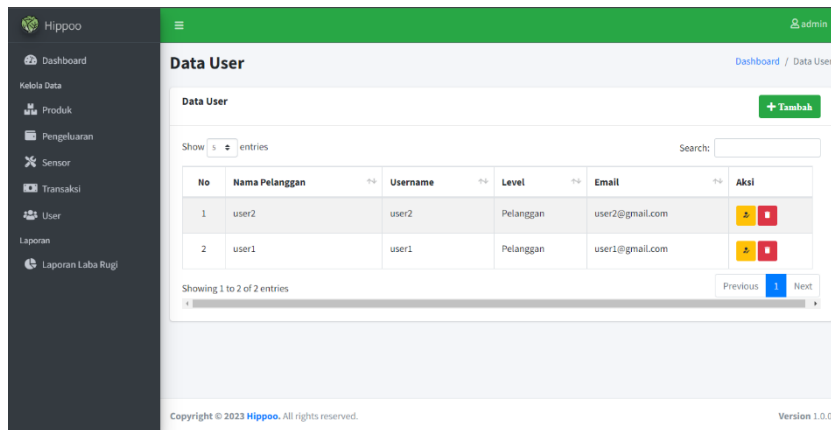 Hippoo
admin
Dashboard
Kelola Data
Produk
Pengeluaran
Sensor
Transaksi
User
Laporan
Laporan Laba Rugi
Data User
Dashboard / Data User
Data User
+ Tambah
Show 5 entries
Search:
No Nama Pelanggan Username Level Email Aksi
1 user2 user2 Pelanggan user2@gmail.com
2 user1 user1 Pelanggan user1@gmail.com
Showing 1 to 2 of 2 entries
Previous 1 Next
Copyright © 2023 Hippoo. All rights reserved.
Version 1.0.0